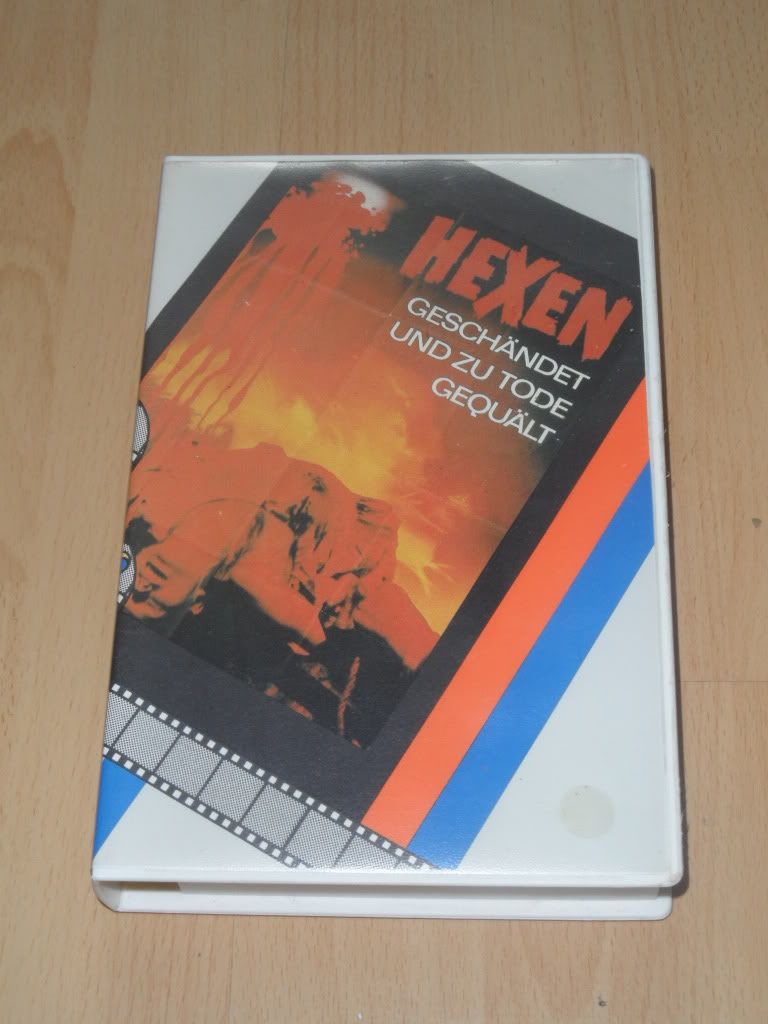 HEXEN
GESCHÄNDET
UND ZU TODE
GEQUÄLT